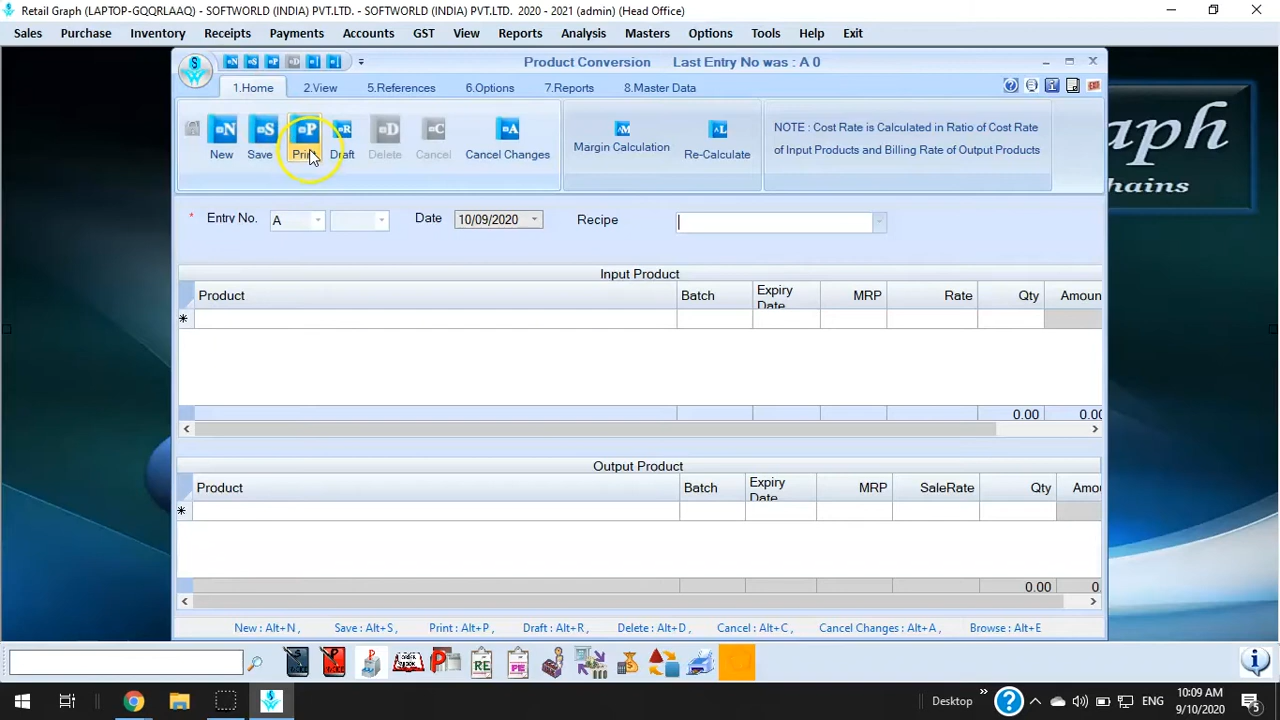 Retail Graph (LAPTOP-GQQRLAAQ) - SOFTWORLD (INDIA) PVT.LTD. - SOFTWORLD (INDIA) PVT.LTD.  2020 - 2021 (admin) (Head Office)
Sales Purchase Inventory Receipts Payments Accounts GST View Reports Analysis Masters Options Tools Help Exit
Product Conversion Last Entry No was : A 0
1.Home 2.View 5.References 6.Options 7.Reports 8.Master Data
New Save Print Draft Delete Cancel Cancel Changes Margin Calculation Re-Calculate
NOTE : Cost Rate is Calculated in Ratio of Cost Rate
of Input Products and Billing Rate of Output Products
* Entry No. A Date 10/09/2020 Recipe
Input Product
Product Batch Expiry Date MRP Rate Qty Amoun
0.00 0.00
Output Product
Product Batch Expiry Date MRP SaleRate Qty Amou
0.00 0.
New : Alt+N , Save : Alt+S , Print : Alt+P , Draft : Alt+R , Delete : Alt+D , Cancel : Alt+C , Cancel Changes : Alt+A , Browse : Alt+E
raph
hains
Desktop ENG 10:09 AM
9/10/2020 5